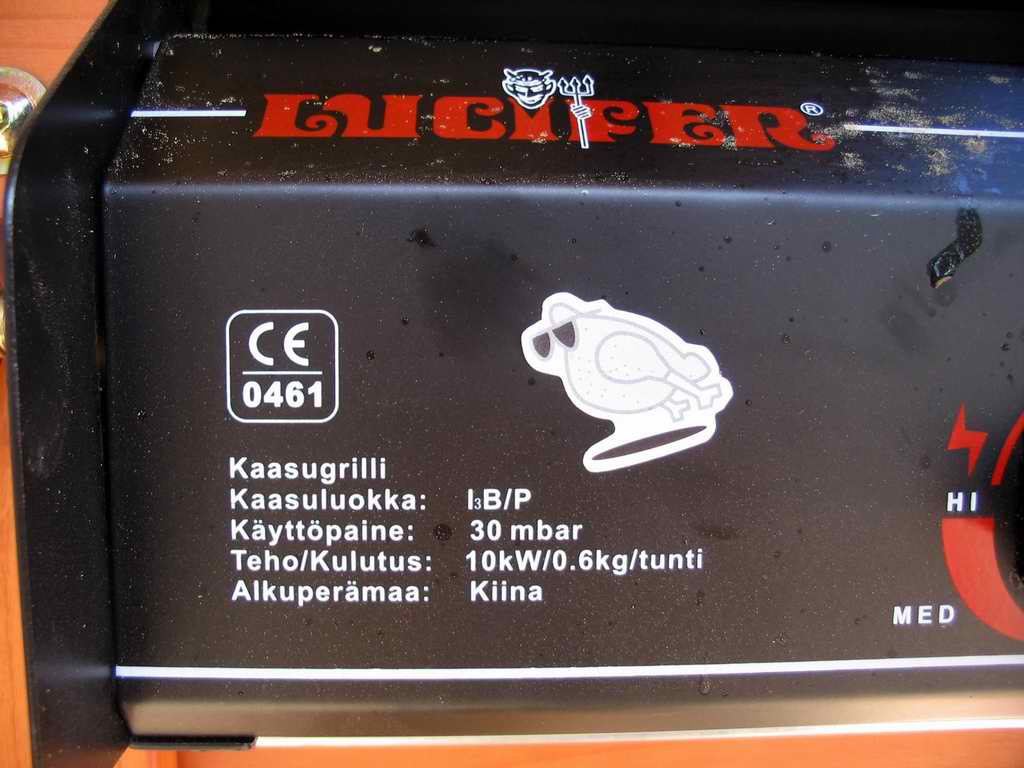 LUCIFER®
CE
0461
Kaasugrilli
Kaasuluokka: I₃B/P
Käyttöpaine: 30 mbar
Teho/Kulutus: 10kW/0.6kg/tunti
Alkuperämaa: Kiina
HI
MED